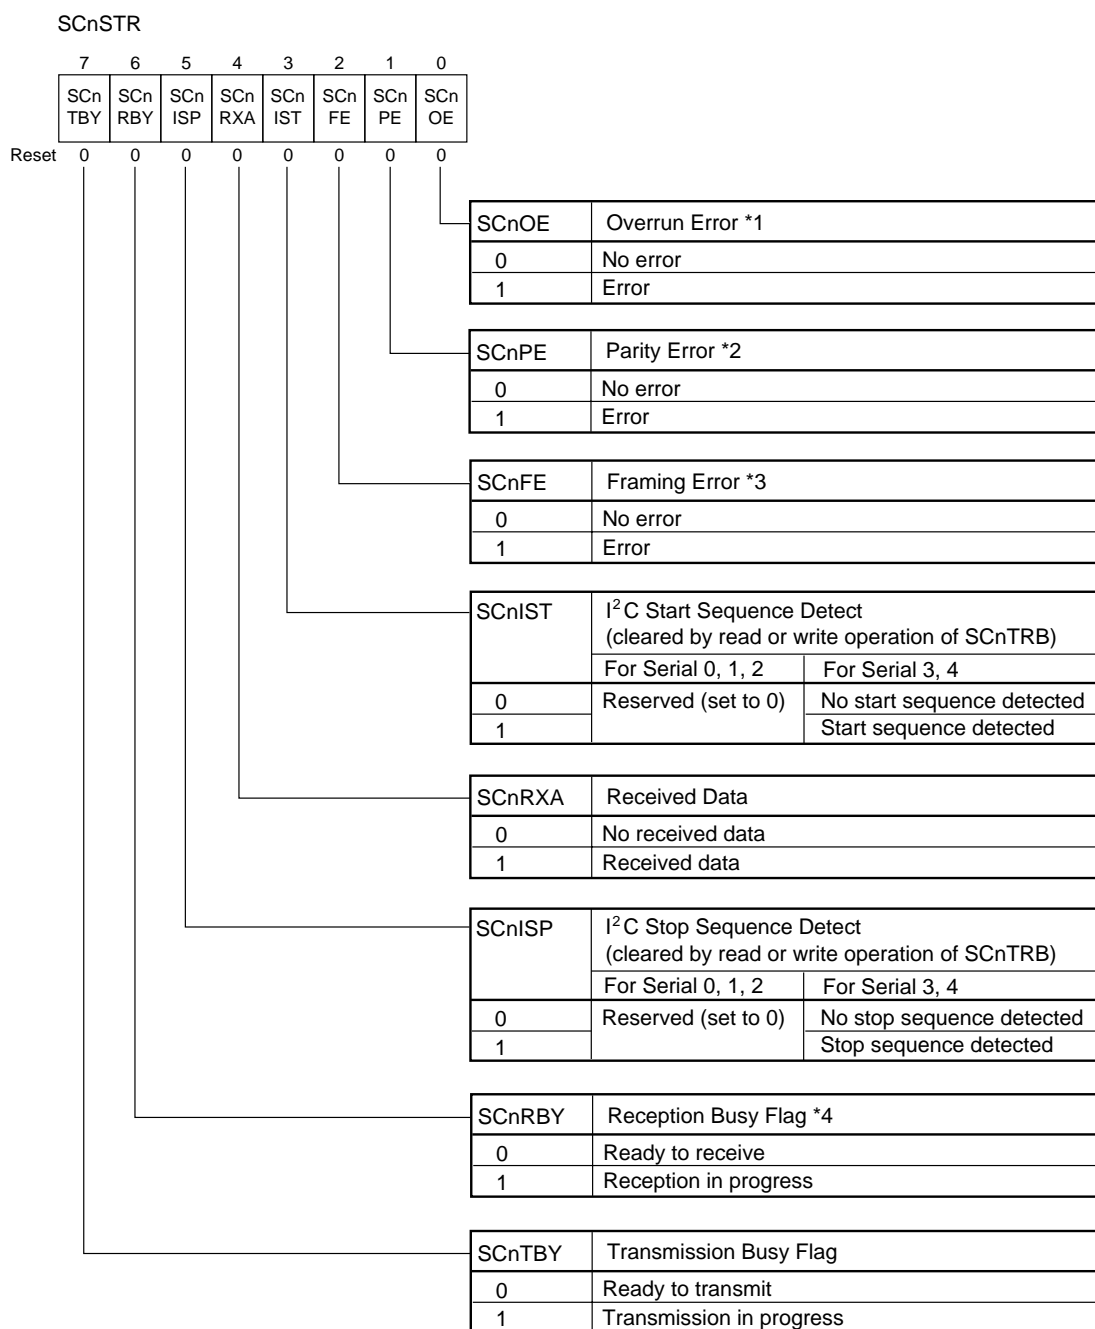 SCnSTR
7 6 5 4 3 2 1 0
SCn SCn SCn SCn SCn SCn SCn SCn
TBY RBY ISP RXA IST FE PE OE
Reset 0 0 0 0 0 0 0 0
SCnOE Overrun Error *1
0 No error
1 Error
SCnPE Parity Error *2
0 No error
1 Error
SCnFE Framing Error *3
0 No error
1 Error
SCnIST I²C Start Sequence Detect
(cleared by read or write operation of SCnTRB)
For Serial 0, 1, 2 For Serial 3, 4
0 Reserved (set to 0) No start sequence detected
1 Start sequence detected
SCnRXA Received Data
0 No received data
1 Received data
SCnISP I²C Stop Sequence Detect
(cleared by read or write operation of SCnTRB)
For Serial 0, 1, 2 For Serial 3, 4
0 Reserved (set to 0) No stop sequence detected
1 Stop sequence detected
SCnRBY Reception Busy Flag *4
0 Ready to receive
1 Reception in progress
SCnTBY Transmission Busy Flag
0 Ready to transmit
1 Transmission in progress